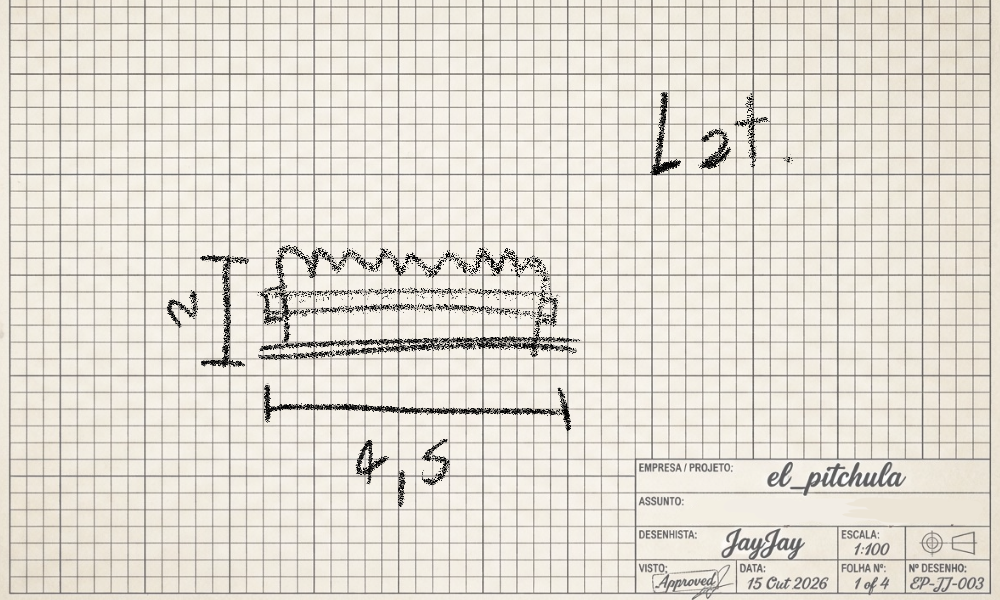 Lat.
2
4,5
EMPRESA / PROJETO: el_pitchula
ASSUNTO:
DESENHISTA: JayJay
ESCALA: 1:100
VISTO: Approved
DATA: 15 Out 2026
FOLHA Nº: 1 of 4
Nº DESENHO: EP-JJ-003